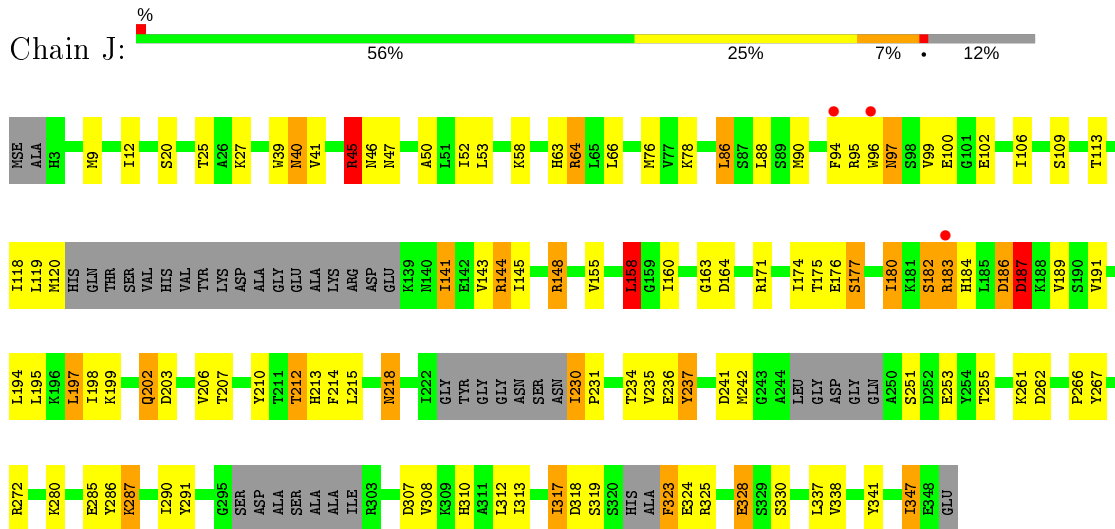 %
Chain J:
56% 25% 7% • 12%
MSE ALA H3 M9 I12 S20 T25 A26 K27 W39 N40 V41 R45 N46 N47 A50 L51 I52 L53 K58 H63 R64 L65 L66 M76 V77 K78 L86 S87 L88 S89 M90 F94 R95 W96 N97 S98 V99 E100 G101 E102 I106 S109 T113
I118 L119 M120 HIS GLN THR SER VAL HIS VAL TYR LYS ASP ALA GLY GLU ALA LYS ARG ASP GLU K139 N140 I141 E142 V143 R144 I145 R148 V155 L158 G159 I160 G163 D164 R171 I174 T175 E176 S177 I180 K181 S182 R183 H184 L185 D186 D187 K188 V189 S190 V191
L194 L195 K196 L197 I198 K199 Q202 D203 V206 T207 Y210 T211 T212 H213 F214 L215 N218 I222 GLY TYR GLY GLY ASN SER ASN I230 P231 T234 V235 E236 Y237 D241 M242 G243 A244 LEU GLY ASP GLY GLN A250 S251 D252 E253 Y254 T255 K261 D262 P266 Y267
R272 K280 E285 Y286 K287 I290 Y291 G295 SER ASP ALA SER ALA ALA ILE R303 D307 V308 K309 H310 A311 L312 I313 I317 D318 S319 S320 HIS ALA F323 E324 R325 E328 S329 S330 L337 V338 Y341 I347 E348 GLU